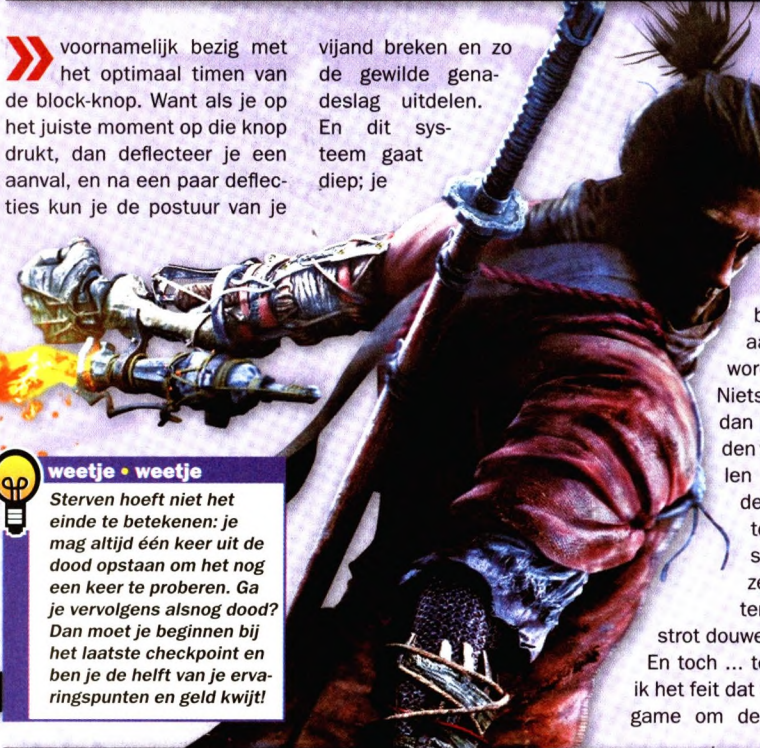 voornamelijk bezig met
het optimaal timen van
de block-knop. Want als je op
het juiste moment op die knop
drukt, dan deflecteer je een
aanval, en na een paar deflec-
ties kun je de postuur van je
vijand breken en zo
de gewilde gena-
deslag uitdelen.
En dit sys-
teem gaat
diep; je
weetje • weetje
Sterven hoeft niet het
einde te betekenen: je
mag altijd één keer uit de
dood opstaan om het nog
een keer te proberen. Ga
je vervolgens alsnog dood?
Dan moet je beginnen bij
het laatste checkpoint en
ben je de helft van je erva-
ringspunten en geld kwijt!
Niets
dan
den
len
strot
En toch ...
ik het feit dat
game om de